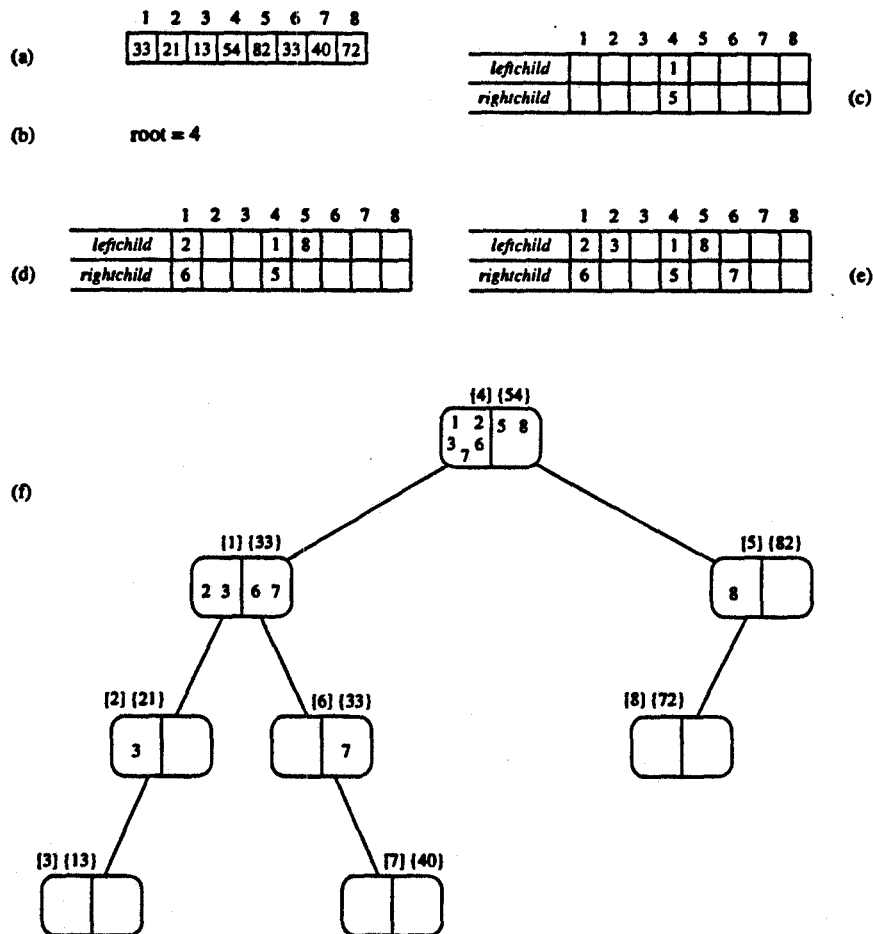 (a)
1 2 3 4 5 6 7 8
33 21 13 54 82 33 40 72
(b)
root = 4
(c)
1 2 3 4 5 6 7 8
leftchild 1
rightchild 5
(d)
1 2 3 4 5 6 7 8
leftchild 2 1 8
rightchild 6 5
(e)
1 2 3 4 5 6 7 8
leftchild 2 3 1 8
rightchild 6 5 7
(f)
[4] {54}
1 2 5 8
3 7 6
[1] {33}
2 3 6 7
[5] {82}
8
[2] {21}
3
[6] {33}
7
[8] {72}
[3] {13}
[7] {40}